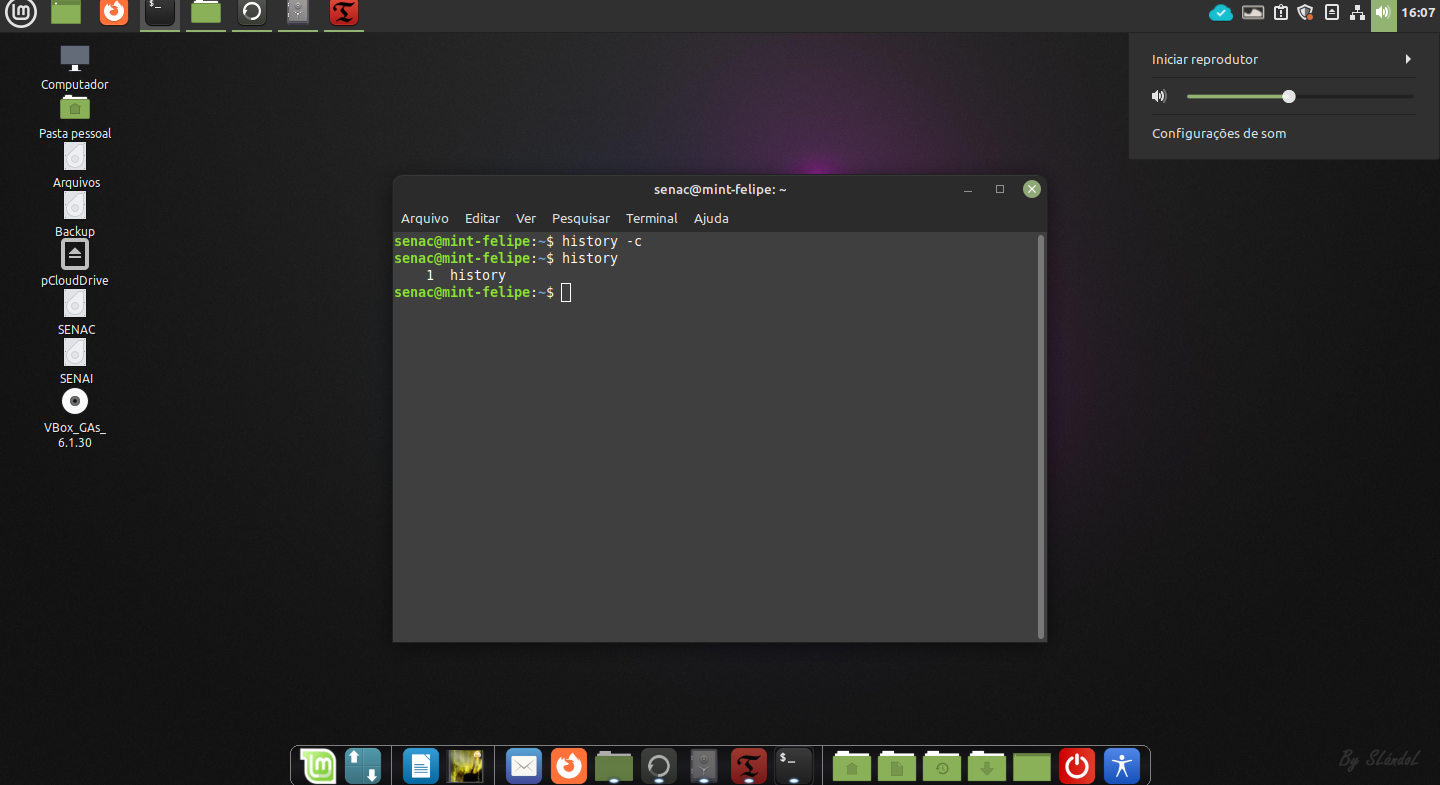 $_
16:07
Iniciar reprodutor
Configurações de som
Computador
Pasta pessoal
Arquivos
Backup
pCloudDrive
SENAC
SENAI
VBox_GAs_
6.1.30
senac@mint-felipe: ~
Arquivo Editar Ver Pesquisar Terminal Ajuda
senac@mint-felipe:~$ history -c
senac@mint-felipe:~$ history
1 history
senac@mint-felipe:~$
$_
By SLándoL